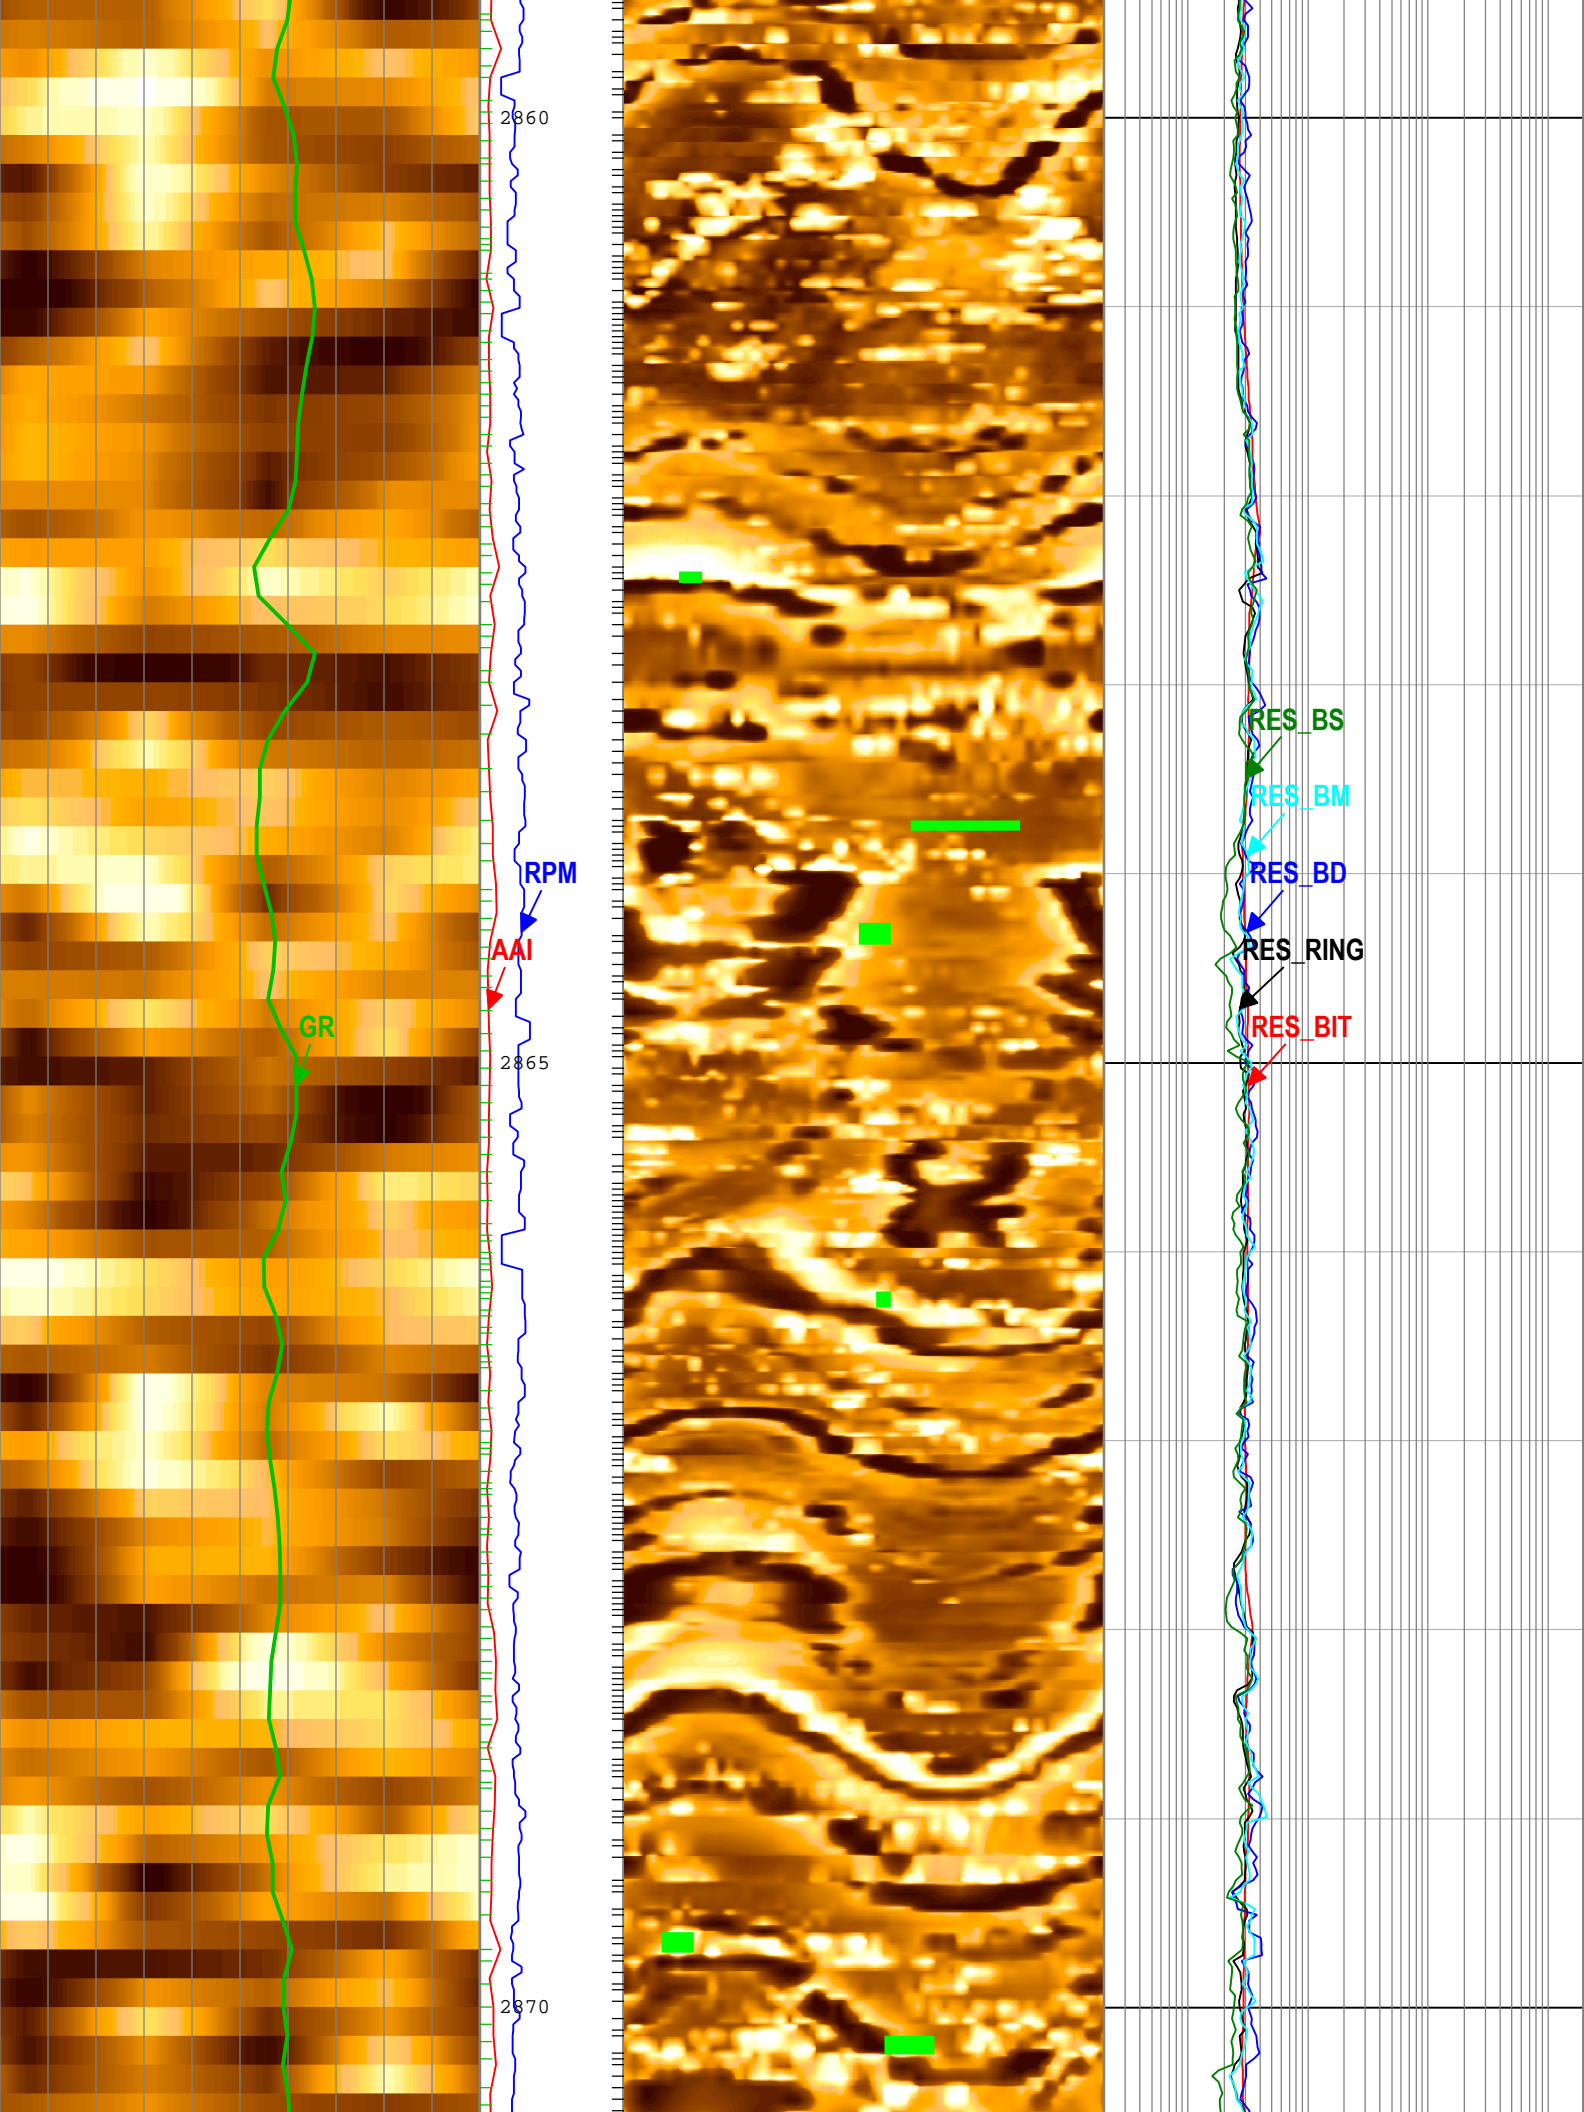 2860
RES_BS
RES_BM
RPM
RES_BD
AAI
RES_RING
GR
RES_BIT
2865
2870